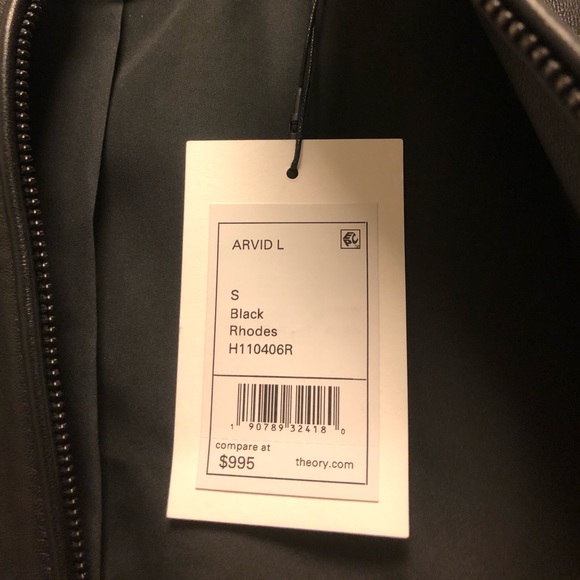 ARVID L
S
Black
Rhodes
H110406R
1 90789 32418 0
compare at
$995 theory.com